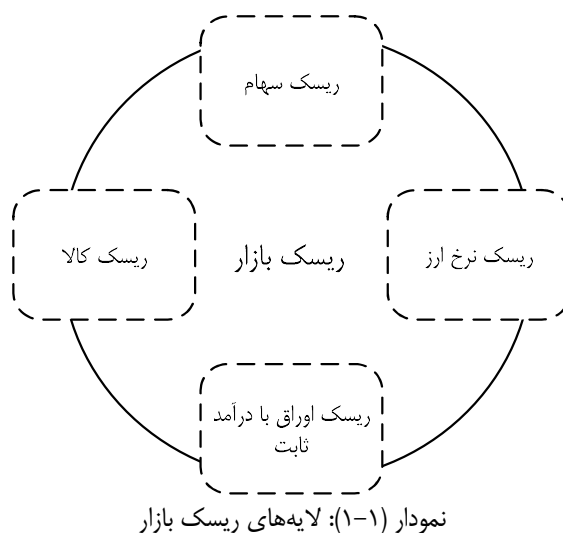 ریسک سهام
ریسک نرخ ارز
ریسک بازار
ریسک کالا
ریسک اوراق با درآمد
ثابت
نمودار (۱-۱): لایه‌های ریسک بازار